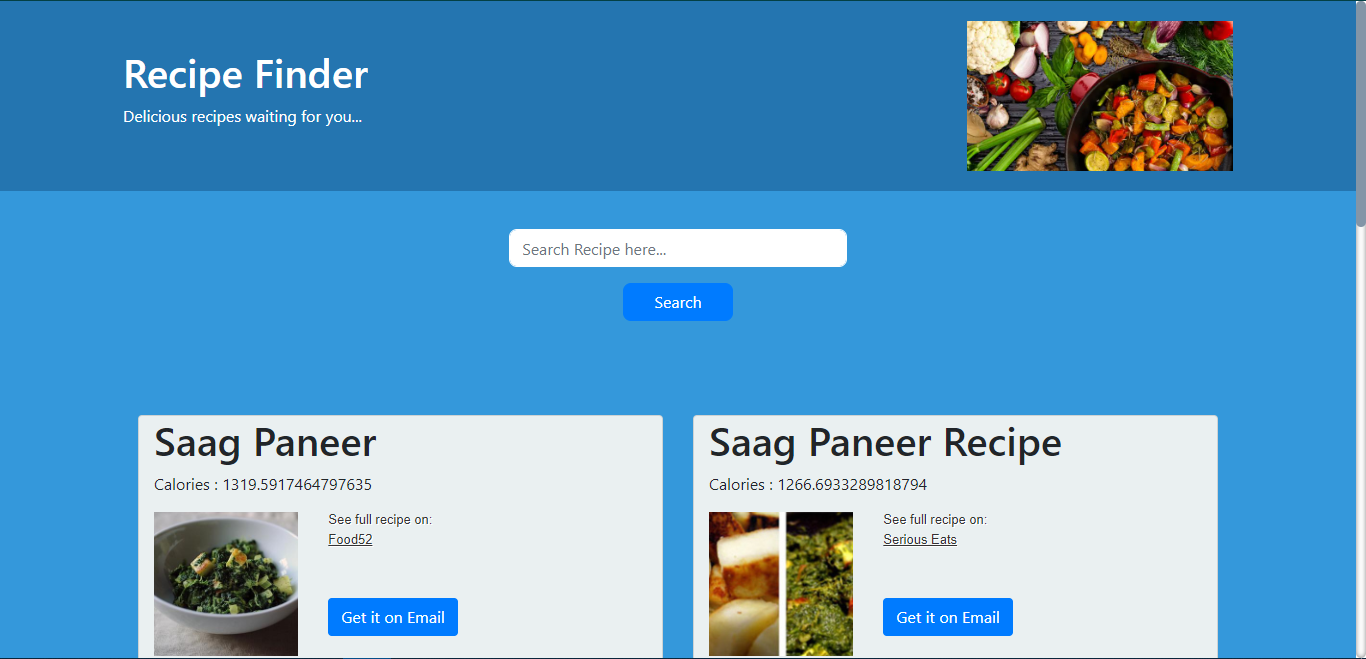 Recipe Finder
Delicious recipes waiting for you...
Search Recipe here...
Search
Saag Paneer
Calories : 1319.5917464797635
See full recipe on:
Food52
Get it on Email
Saag Paneer Recipe
Calories : 1266.6933289818794
See full recipe on:
Serious Eats
Get it on Email